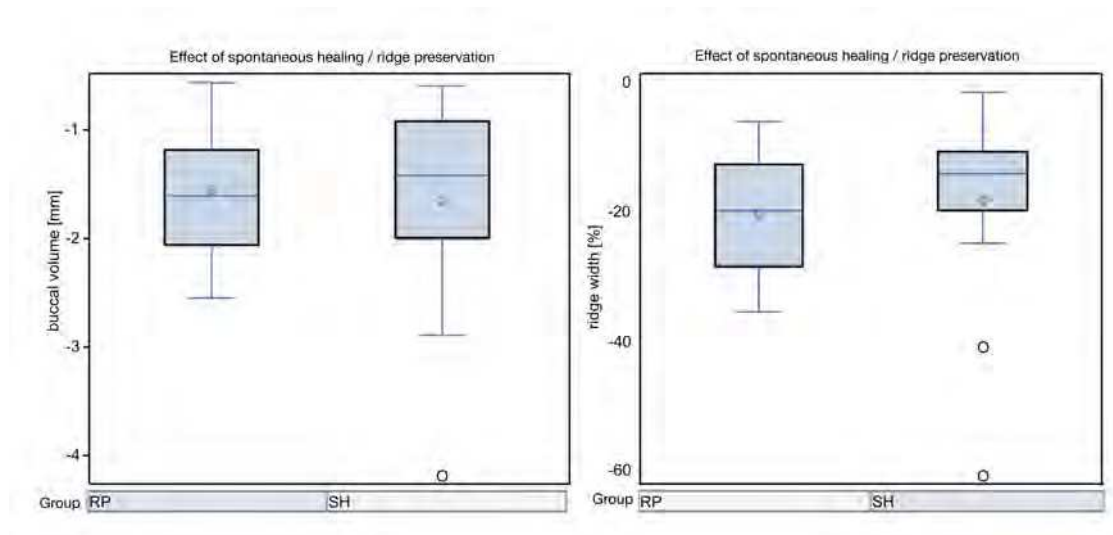 Effect of spontaneous healing / ridge preservation
buccal volume [mm]
-1
-2
-3
-4
Group RP SH
Effect of spontaneous healing / ridge preservation
ridge width [%]
0
-20
-40
-60
Group RP SH